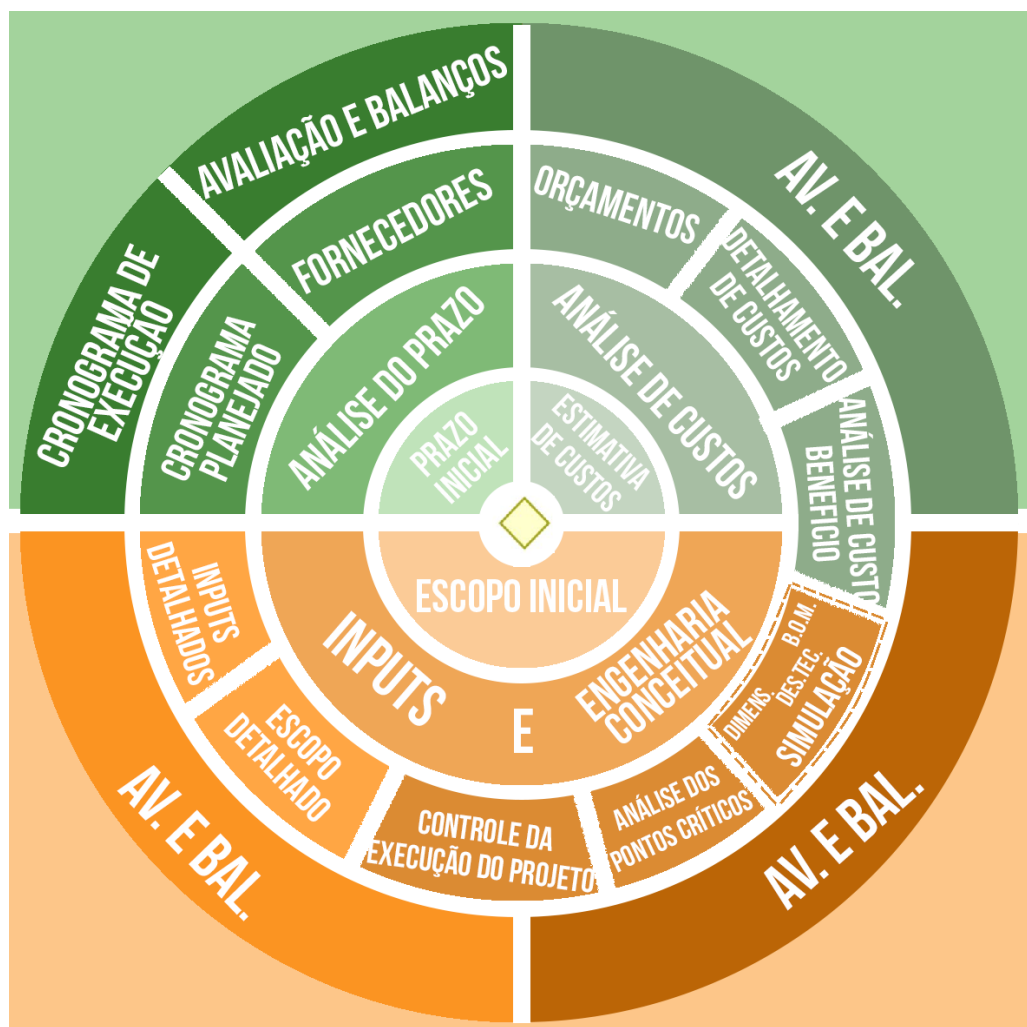 AVALIAÇÃO E BALANÇOS
CRONOGRAMA DE
EXECUÇÃO
FORNECEDORES
CRONOGRAMA
PLANEJADO
ANÁLISE DO PRAZO
PRAZO
INICIAL
AV. E BAL.
ORÇAMENTOS
DETALHAMENTO
DE CUSTOS
ANÁLISE DE CUSTO
BENEFICIO
ANÁLISE DE CUSTOS
ESTIMATIVA
DE CUSTOS
ESCOPO INICIAL
INPUTS
E
ENGENHARIA
CONCEITUAL
INPUTS
DETALHADOS
ESCOPO
DETALHADO
CONTROLE DA
EXECUÇÃO DO PROJETO
ANÁLISE DOS
PONTOS CRÍTICOS
DIMENS.
DES.TEC.
B.O.M.
SIMULAÇÃO
AV. E BAL.
AV. E BAL.